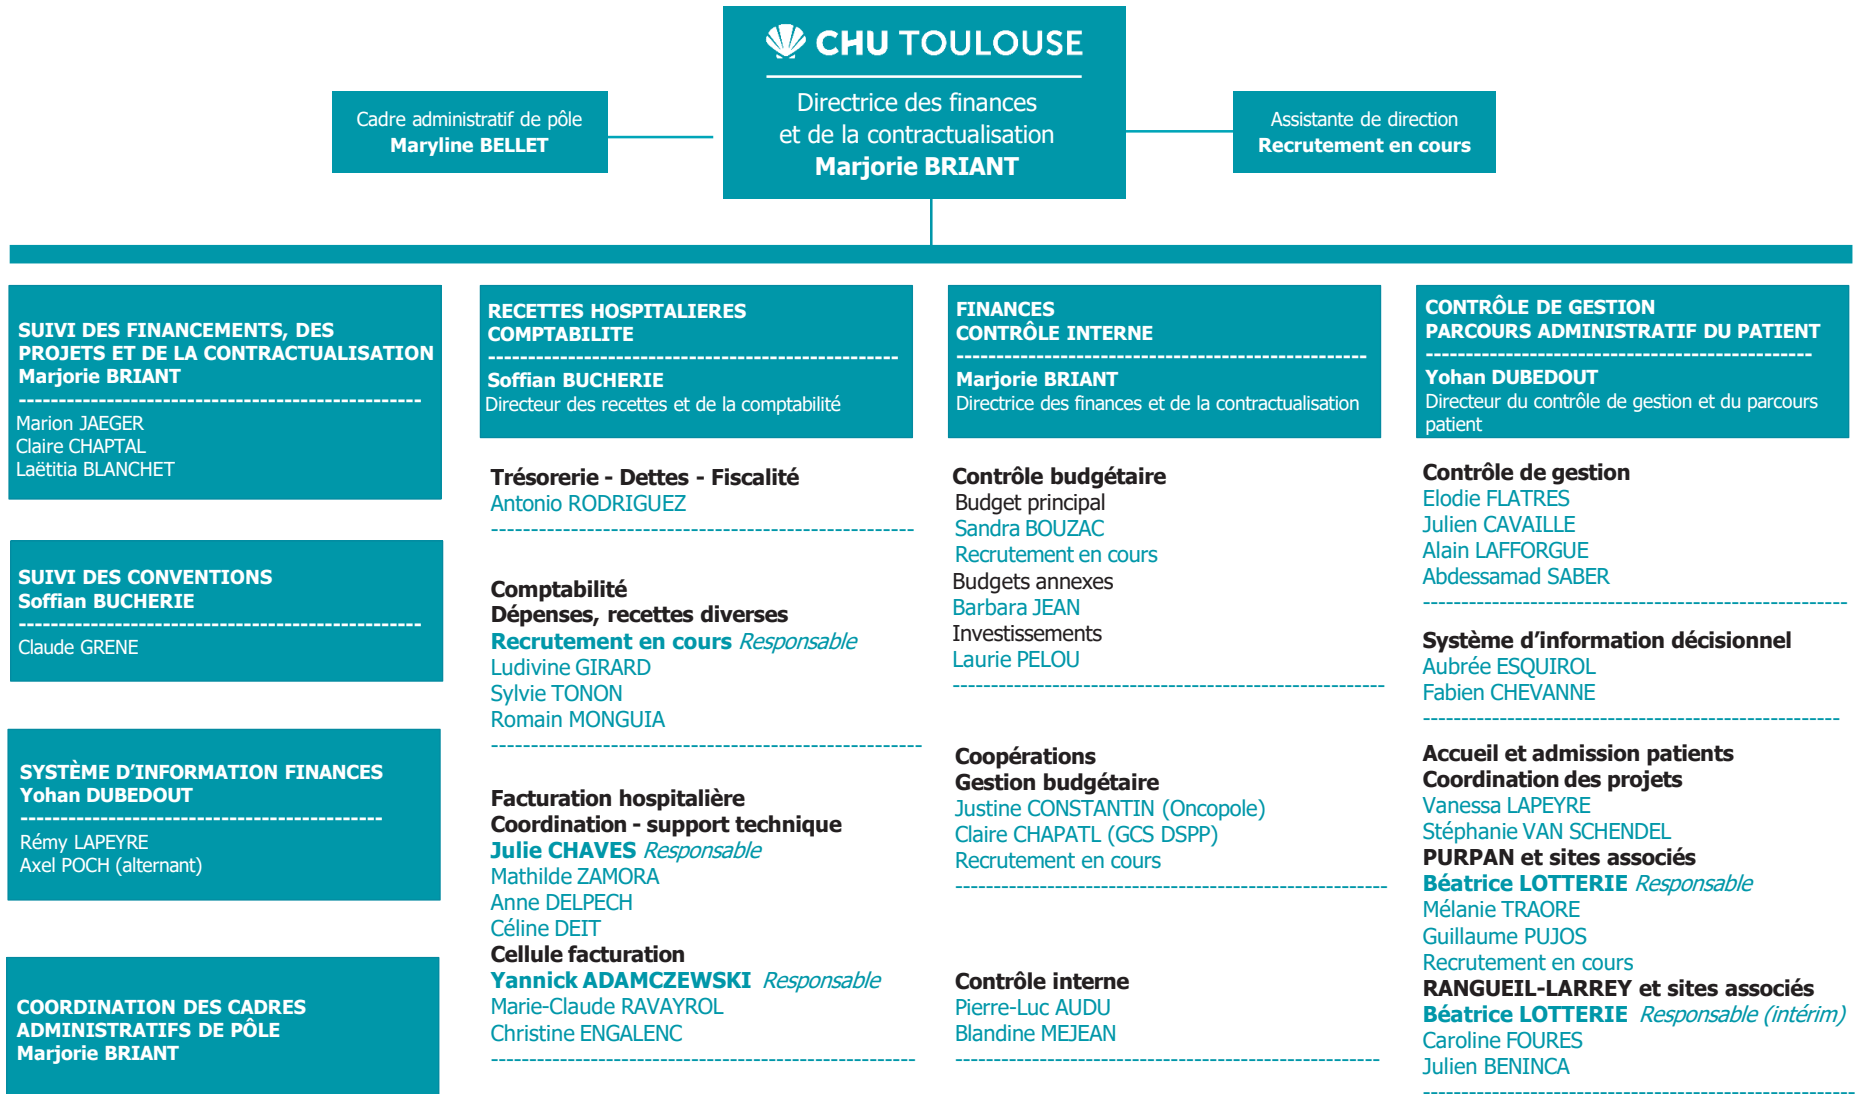 CHU TOULOUSE
Directrice des finances
et de la contractualisation
Marjorie BRIANT
Cadre administratif de pôle
Maryline BELLET
Assistante de direction
Recrutement en cours
SUIVI DES FINANCEMENTS, DES
PROJETS ET DE LA CONTRACTUALISATION
Marjorie BRIANT
Marion JAEGER
Claire CHAPTAL
Laëtitia BLANCHET
SUIVI DES CONVENTIONS
Soffian BUCHERIE
Claude GRENE
SYSTÈME D'INFORMATION FINANCES
Yohan DUBEDOUT
Rémy LAPEYRE
Axel POCH (alternant)
COORDINATION DES CADRES
ADMINISTRATIFS DE PÔLE
Marjorie BRIANT
RECETTES HOSPITALIERES
COMPTABILITE
Soffian BUCHERIE
Directeur des recettes et de la comptabilité
Trésorerie - Dettes - Fiscalité
Antonio RODRIGUEZ
Comptabilité
Dépenses, recettes diverses
Recrutement en cours Responsable
Ludivine GIRARD
Sylvie TONON
Romain MONGUIA
Facturation hospitalière
Coordination - support technique
Julie CHAVES Responsable
Mathilde ZAMORA
Anne DELPECH
Céline DEIT
Cellule facturation
Yannick ADAMCZEWSKI Responsable
Marie-Claude RAVAYROL
Christine ENGALENC
FINANCES
CONTRÔLE INTERNE
Marjorie BRIANT
Directrice des finances et de la contractualisation
Contrôle budgétaire
Budget principal
Sandra BOUZAC
Recrutement en cours
Budgets annexes
Barbara JEAN
Investissements
Laurie PELOU
Coopérations
Gestion budgétaire
Justine CONSTANTIN (Oncopole)
Claire CHAPATL (GCS DSPP)
Recrutement en cours
Contrôle interne
Pierre-Luc AUDU
Blandine MEJEAN
CONTRÔLE DE GESTION
PARCOURS ADMINISTRATIF DU PATIENT
Yohan DUBEDOUT
Directeur du contrôle de gestion et du parcours
patient
Contrôle de gestion
Elodie FLATRES
Julien CAVAILLE
Alain LAFFORGUE
Abdessamad SABER
Système d'information décisionnel
Aubrée ESQUIROL
Fabien CHEVANNE
Accueil et admission patients
Coordination des projets
Vanessa LAPEYRE
Stéphanie VAN SCHENDEL
PURPAN et sites associés
Béatrice LOTTERIE Responsable
Mélanie TRAORE
Guillaume PUJOS
Recrutement en cours
RANGUEIL-LARREY et sites associés
Béatrice LOTTERIE Responsable (intérim)
Caroline FOURES
Julien BENINCA